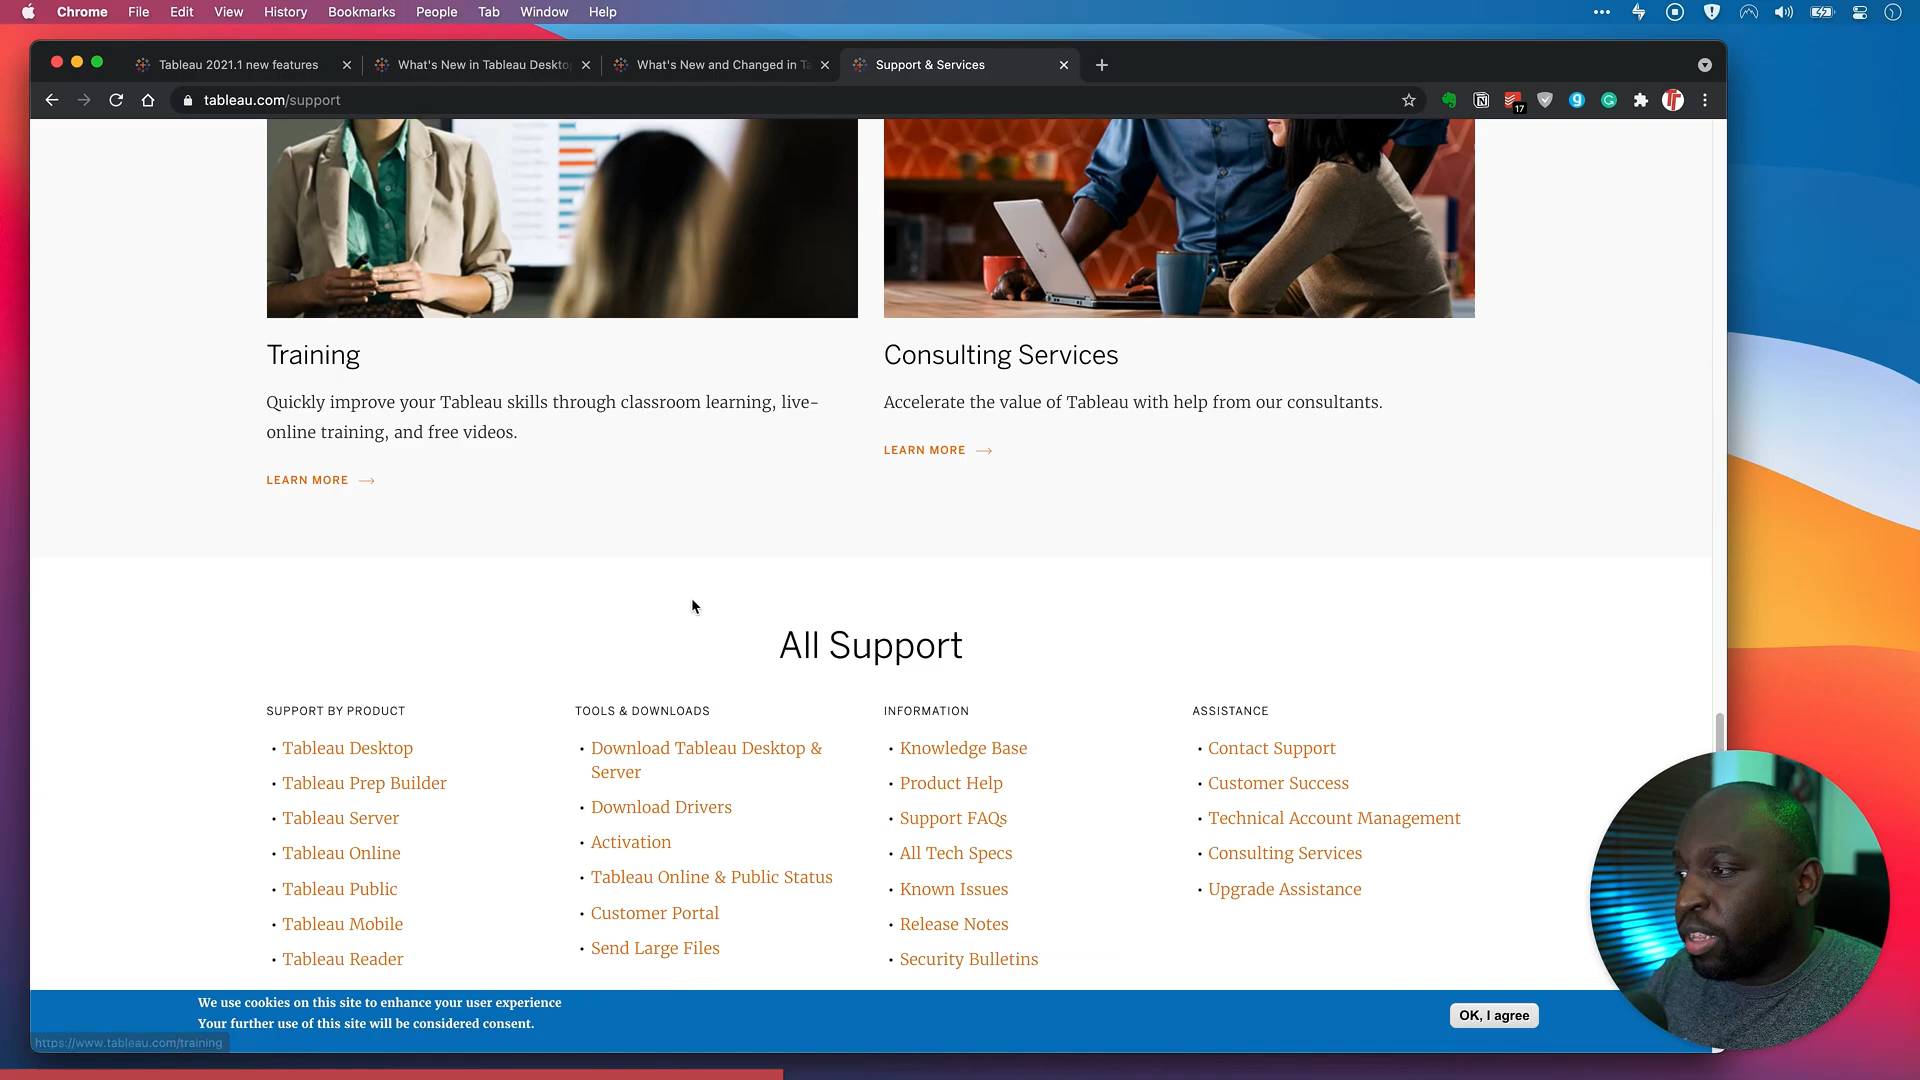 Chrome File Edit View History Bookmarks People Tab Window Help
Tableau 2021.1 new features
What's New in Tableau Deskto
What's New and Changed in Ta
Support & Services
tableau.com/support
17
Training
Quickly improve your Tableau skills through classroom learning, live-
online training, and free videos.
LEARN MORE
Consulting Services
Accelerate the value of Tableau with help from our consultants.
LEARN MORE
All Support
SUPPORT BY PRODUCT
• Tableau Desktop
• Tableau Prep Builder
• Tableau Server
• Tableau Online
• Tableau Public
• Tableau Mobile
• Tableau Reader
TOOLS & DOWNLOADS
• Download Tableau Desktop &
Server
• Download Drivers
• Activation
• Tableau Online & Public Status
• Customer Portal
• Send Large Files
INFORMATION
• Knowledge Base
• Product Help
• Support FAQs
• All Tech Specs
• Known Issues
• Release Notes
• Security Bulletins
ASSISTANCE
• Contact Support
• Customer Success
• Technical Account Management
• Consulting Services
• Upgrade Assistance
We use cookies on this site to enhance your user experience
Your further use of this site will be considered consent.
OK, I agree
https://www.tableau.com/training